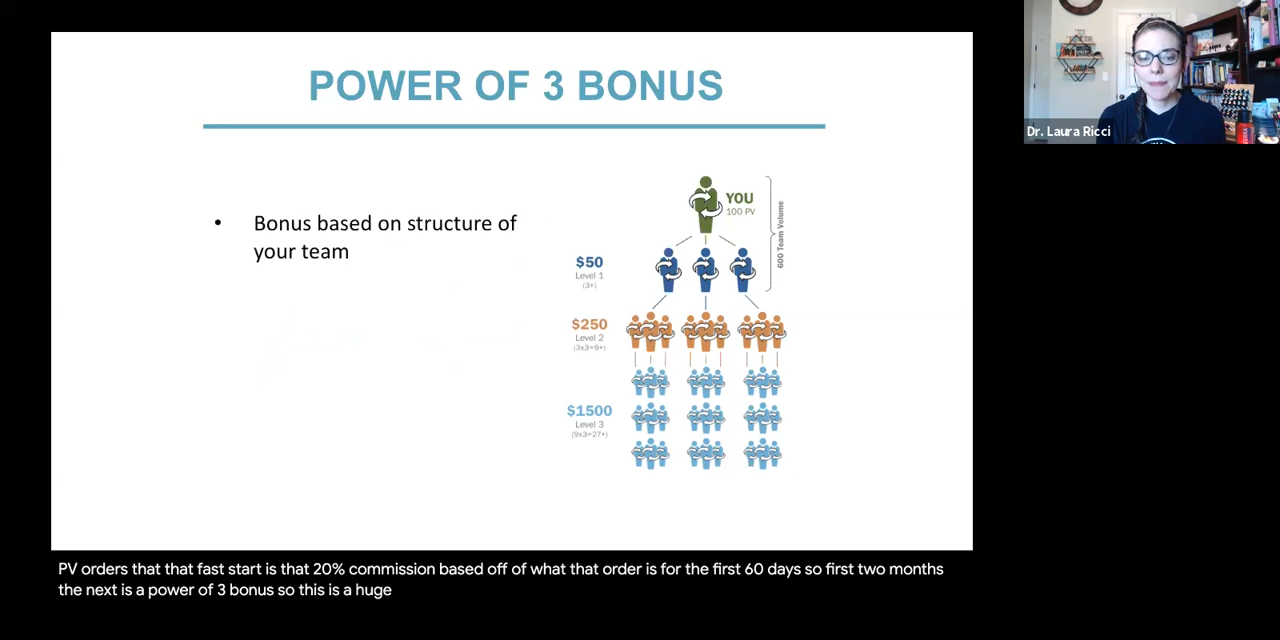 POWER OF 3 BONUS
• Bonus based on structure of
your team
YOU
100 PV
600 Team Volume
$50
Level 1
(3+)
$250
Level 2
(3x3=9+)
$1500
Level 3
(9x3=27+)
Dr. Laura Ricci
PV orders that that fast start is that 20% commission based off of what that order is for the first 60 days so first two months
the next is a power of 3 bonus so this is a huge